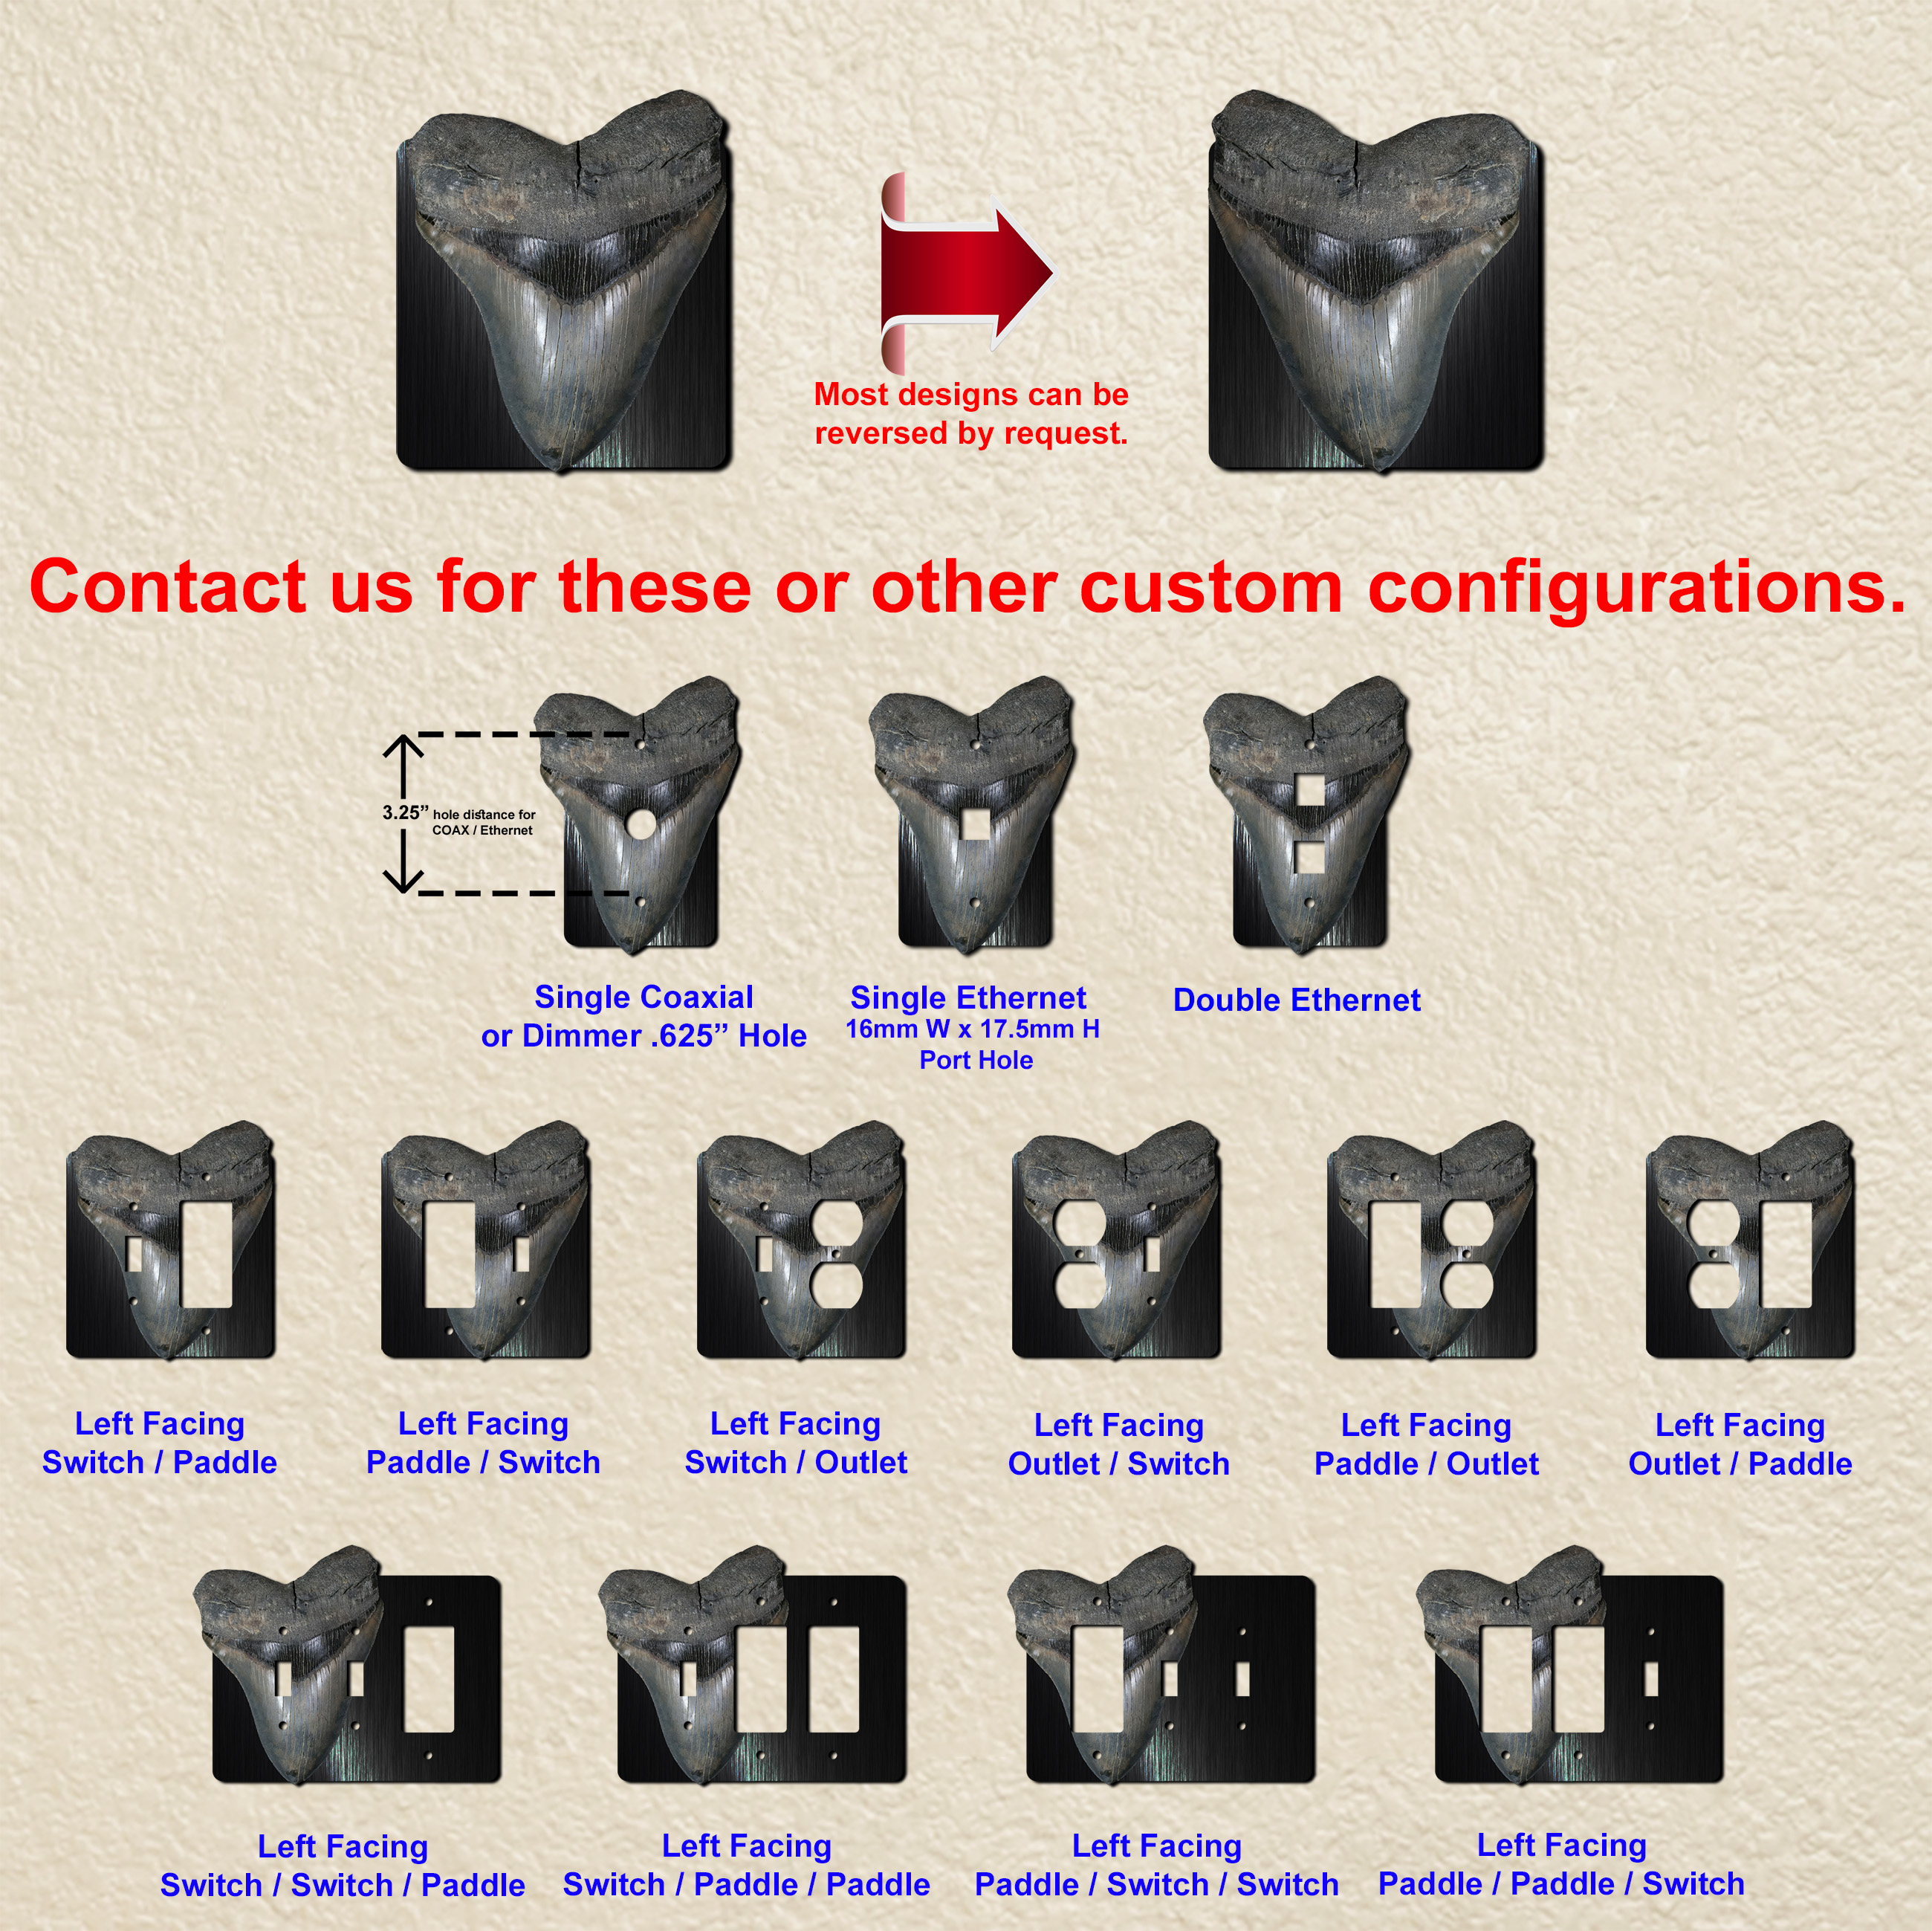 Most designs can be
reversed by request.
Contact us for these or other custom configurations.
3.25” hole distance for
COAX / Ethernet
Single Coaxial
or Dimmer .625” Hole
Single Ethernet
16mm W x 17.5mm H
Port Hole
Double Ethernet
Left Facing
Switch / Paddle
Left Facing
Paddle / Switch
Left Facing
Switch / Outlet
Left Facing
Outlet / Switch
Left Facing
Paddle / Outlet
Left Facing
Outlet / Paddle
Left Facing
Switch / Switch / Paddle
Left Facing
Switch / Paddle / Paddle
Left Facing
Paddle / Switch / Switch
Left Facing
Paddle / Paddle / Switch